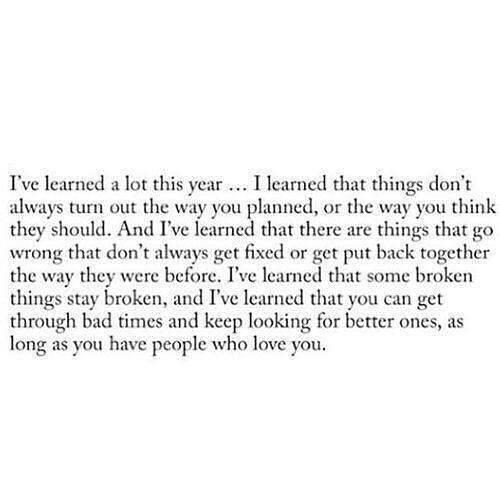 I've learned a lot this year ... I learned that things don't
always turn out the way you planned, or the way you think
they should. And I've learned that there are things that go
wrong that don't always get fixed or get put back together
the way they were before. I've learned that some broken
things stay broken, and I've learned that you can get
through bad times and keep looking for better ones, as
long as you have people who love you.